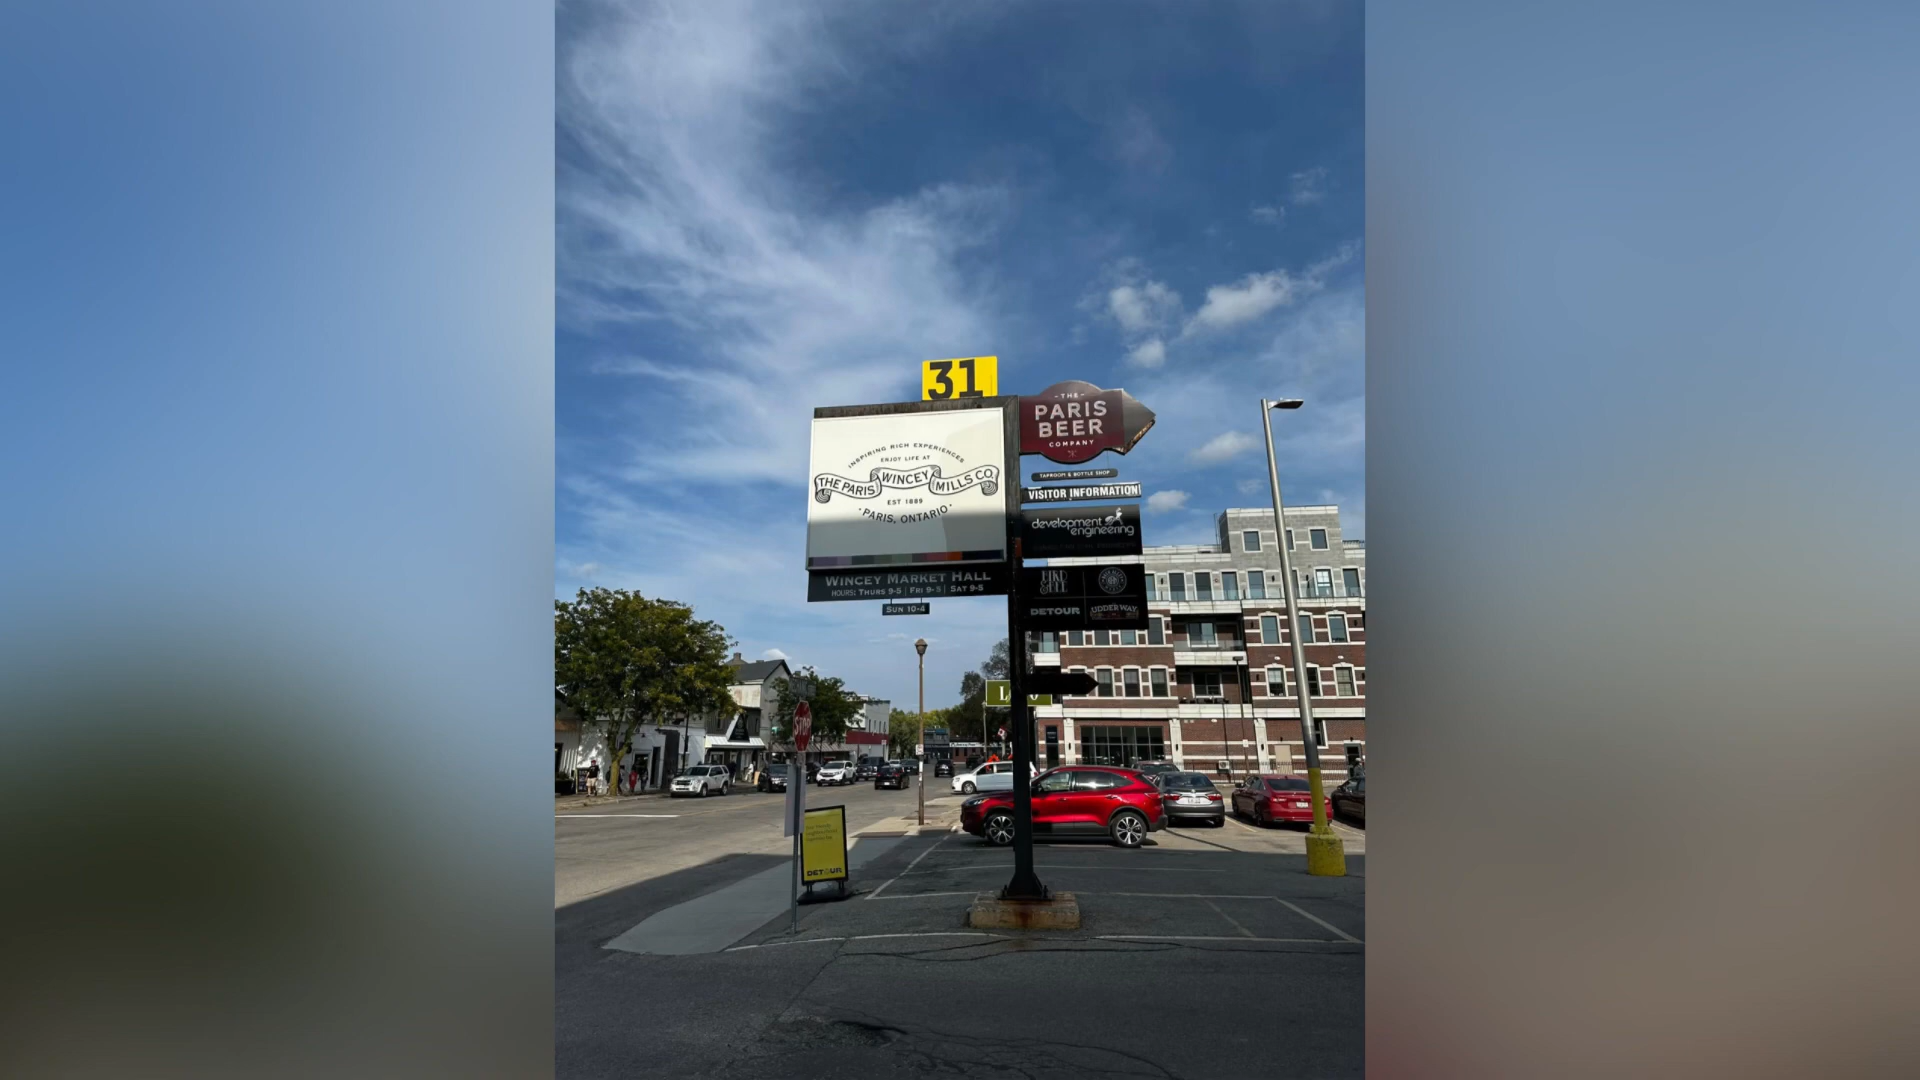 31
INSPIRING RICH EXPERIENCES
ENJOY LIFE AT
THE PARIS WINCEY MILLS CO
EST 1889
· PARIS, ONTARIO ·
WINCEY MARKET HALL
HOURS: THURS 9-5 | FRI 9-5 | SAT 9-5
SUN 10-4
- THE -
PARIS
BEER
COMPANY
TAPROOM & BOTTLE SHOP
VISITOR INFORMATION
development
engineering
DETOUR
UDDER WAY
STOP
DETOUR